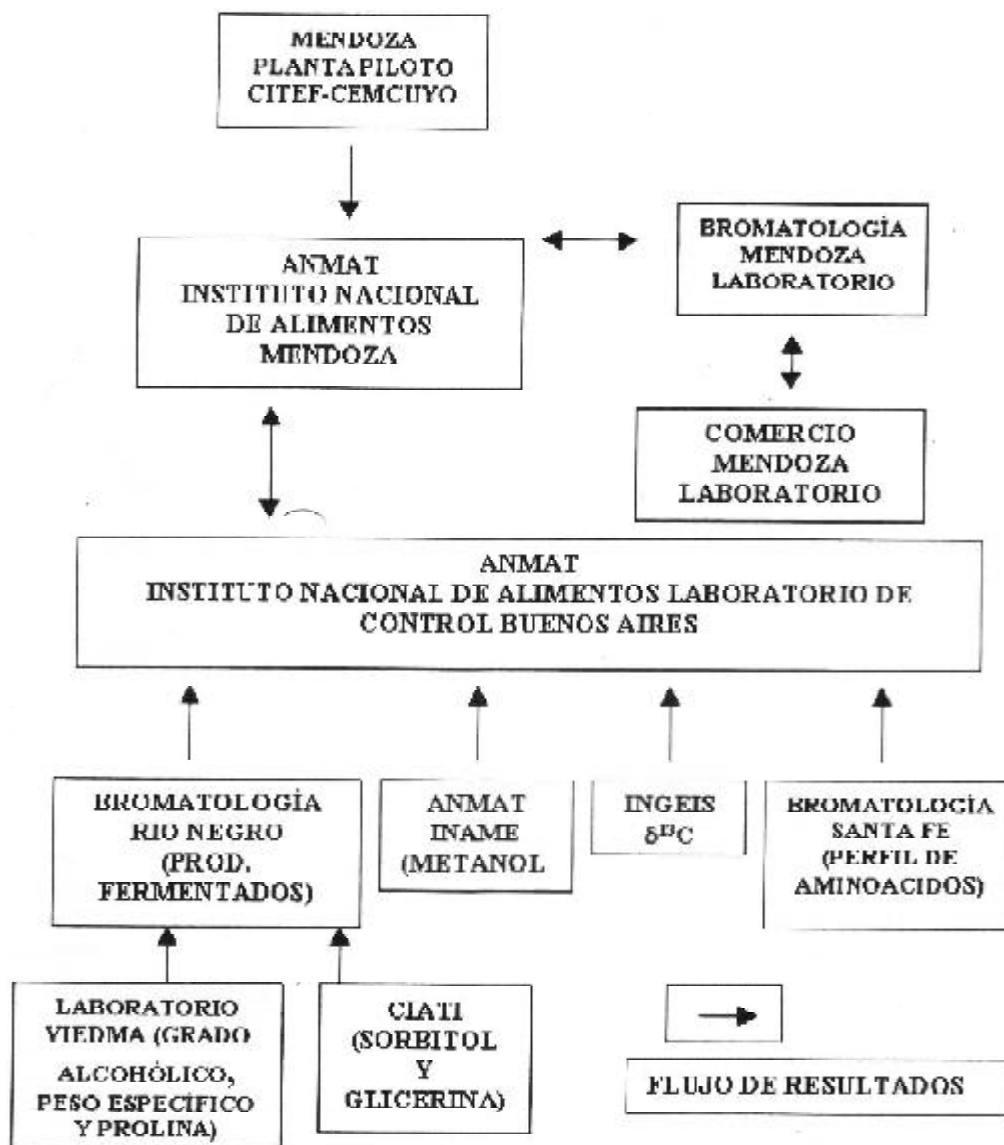 MENDOZA
PLANTA PILOTO
CITEF-CEMCUYO
ANMAT
INSTITUTO NACIONAL
DE ALIMENTOS
MENDOZA
BROMATOLOGÍA
MENDOZA
LABORATORIO
COMERCIO
MENDOZA
LABORATORIO
ANMAT
INSTITUTO NACIONAL DE ALIMENTOS LABORATORIO DE
CONTROL BUENOS AIRES
BROMATOLOGÍA
RIO NEGRO
(PROD.
FERMENTADOS)
ANMAT
INAME
(METANOL
INGEIS
δ¹³C
BROMATOLOGÍA
SANTA FE
(PERFIL DE
AMINOACIDOS)
LABORATORIO
VIEDMA (GRADO
ALCOHÓLICO,
PESO ESPECÍFICO
Y PROLINA)
CIATI
(SORBITOL
Y
GLICERINA)
FLUJO DE RESULTADOS